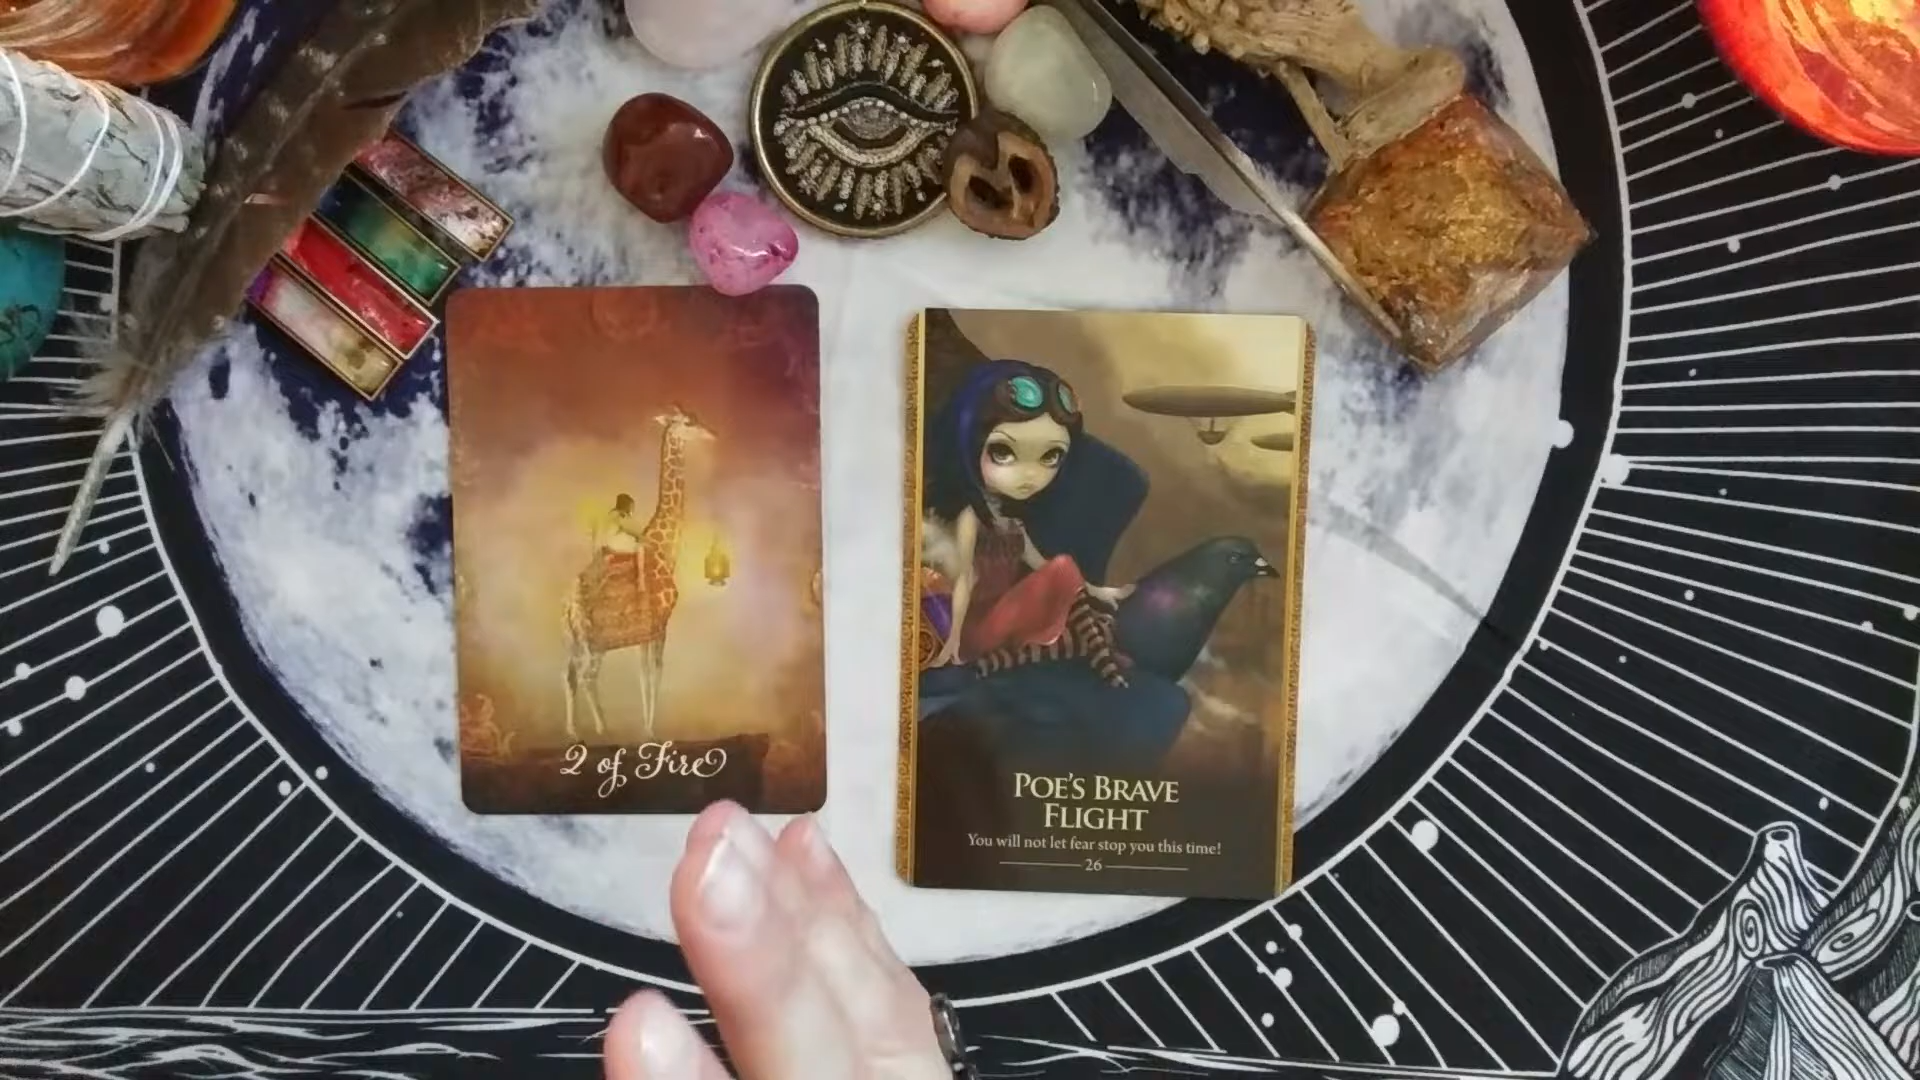 2 of Fire
POE'S BRAVE
FLIGHT
You will not let fear stop you this time!
26